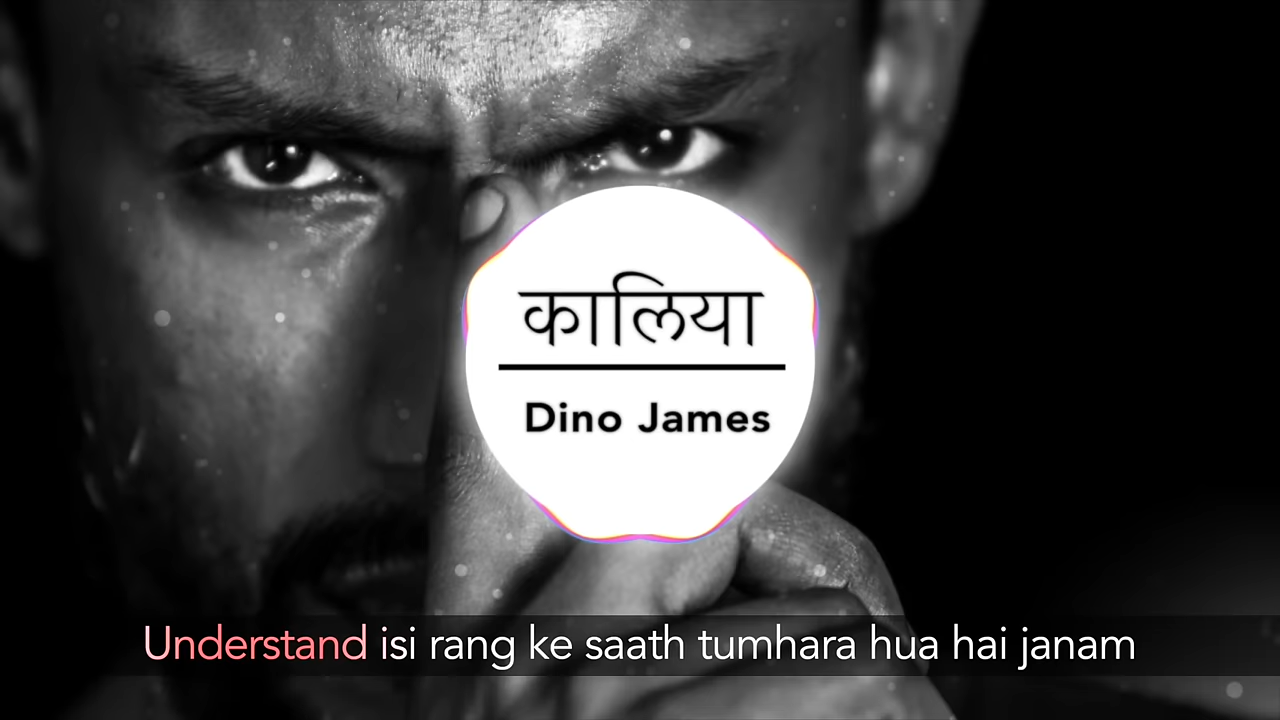 कालिया
Dino James
Understand isi rang ke saath tumhara hua hai janam